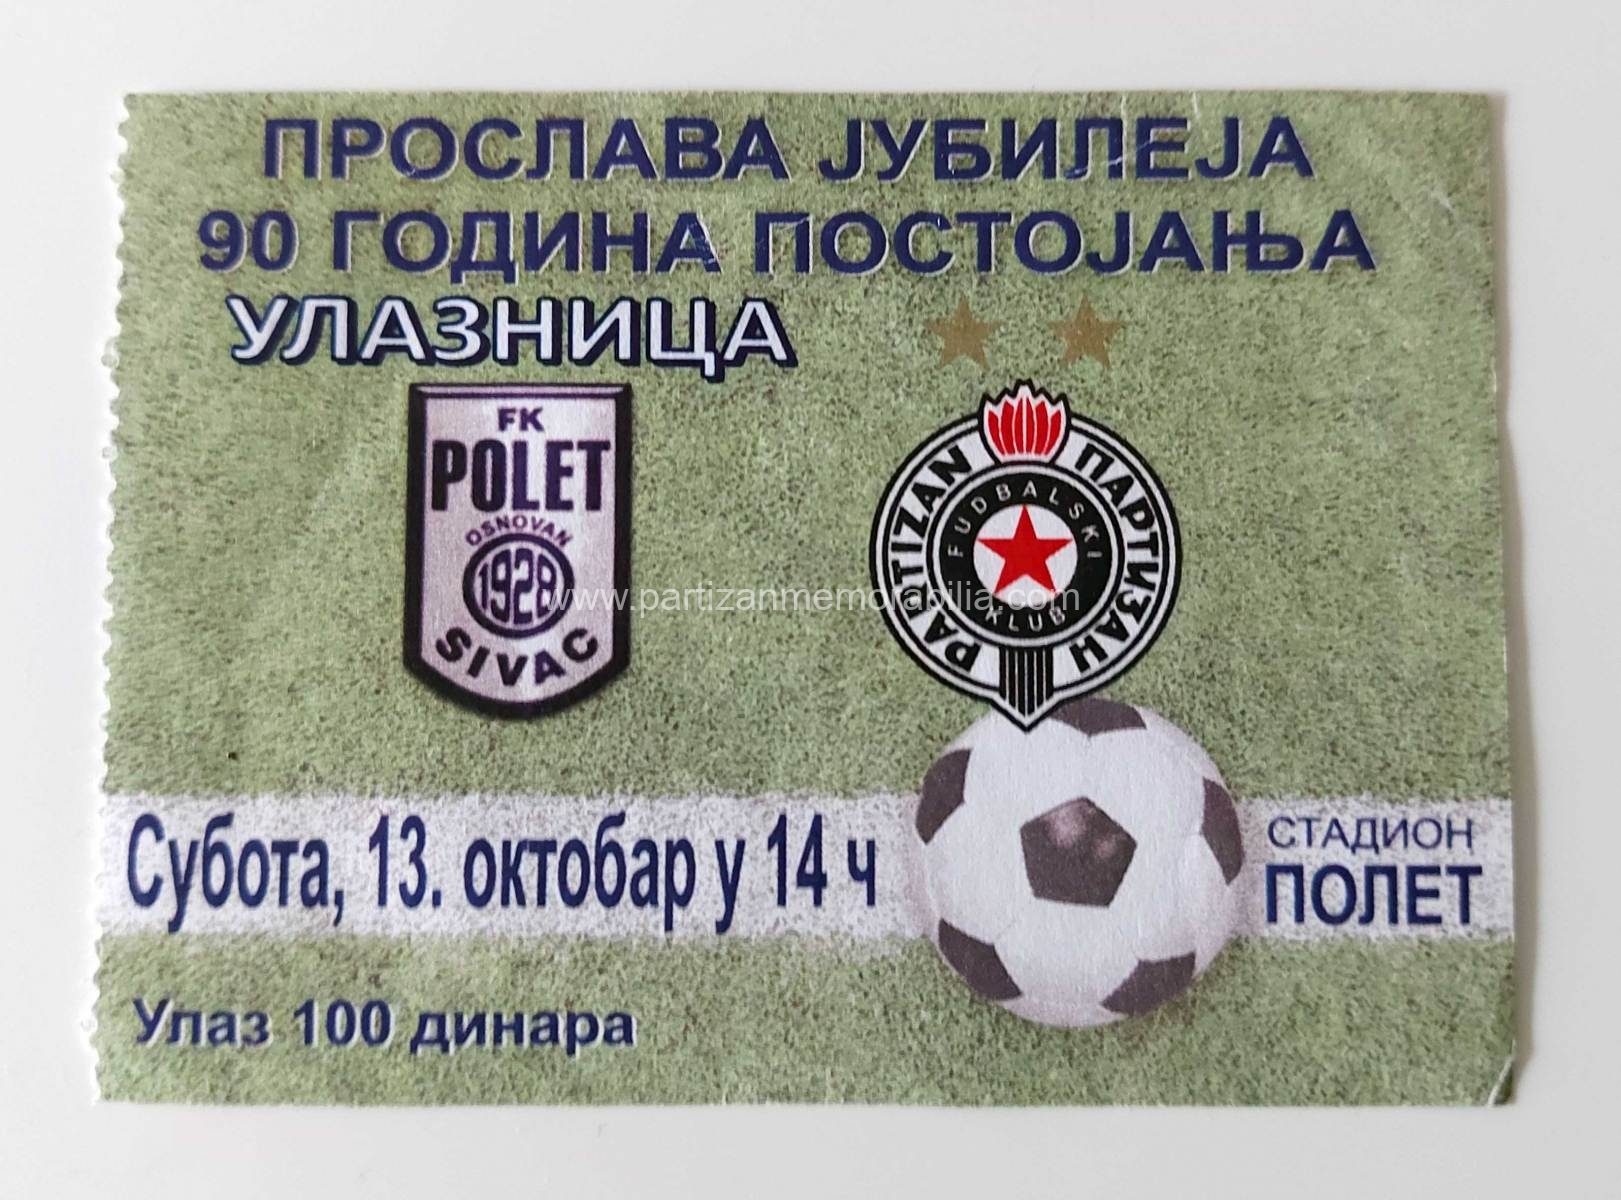 ПРОСЛАВА ЈУБИЛЕЈА
90 ГОДИНА ПОСТОЈАЊА
УЛАЗНИЦА
FK
POLET
OSNOVAN
1928
SIVAC
PARTIZAN ПАРТИЗАН
FUDBALSKI
KLUB
www.partizanmemorabilia.com
Субота, 13. октобар у 14 ч
СТАДИОН
ПОЛЕТ
Улаз 100 динара